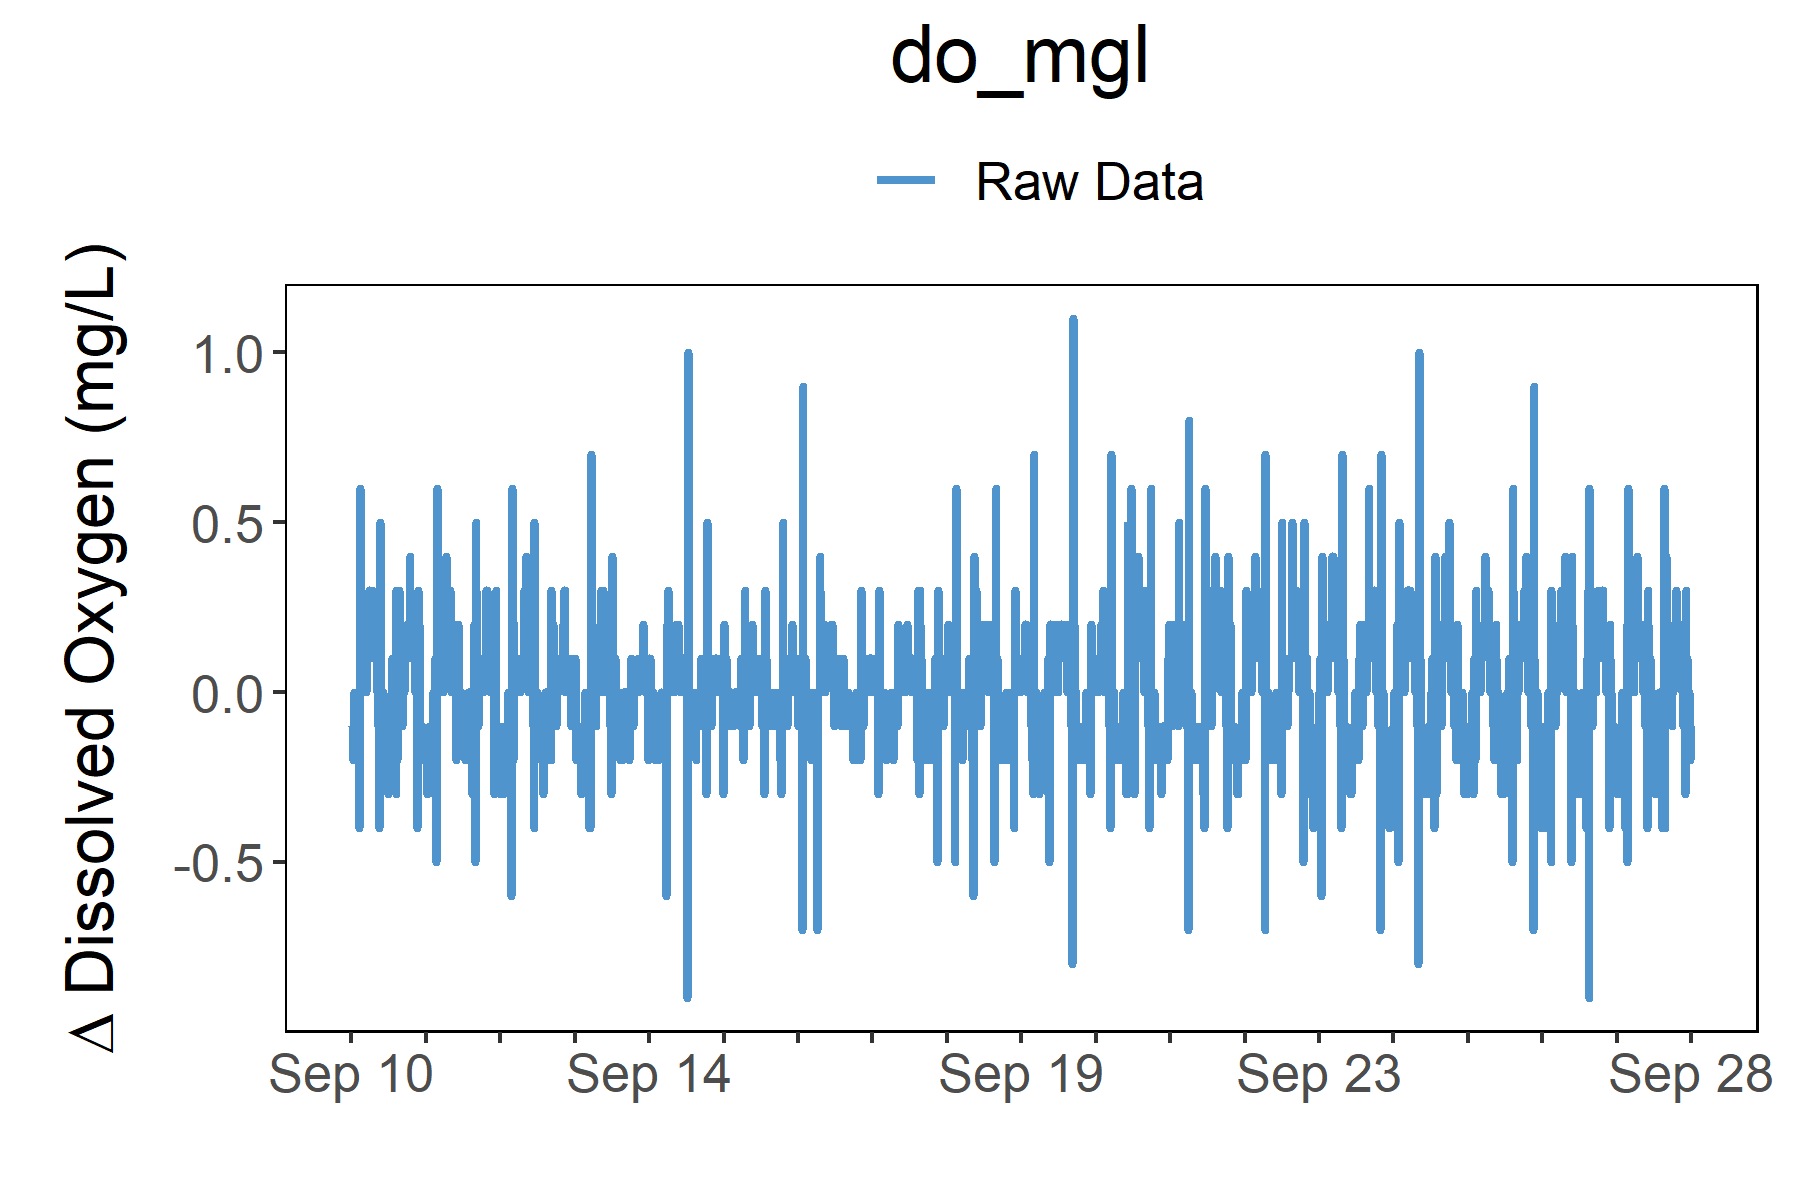 do_mgl
Raw Data
Δ Dissolved Oxygen (mg/L)
1.0
0.5
0.0
-0.5
Sep 10 Sep 14 Sep 19 Sep 23 Sep 28